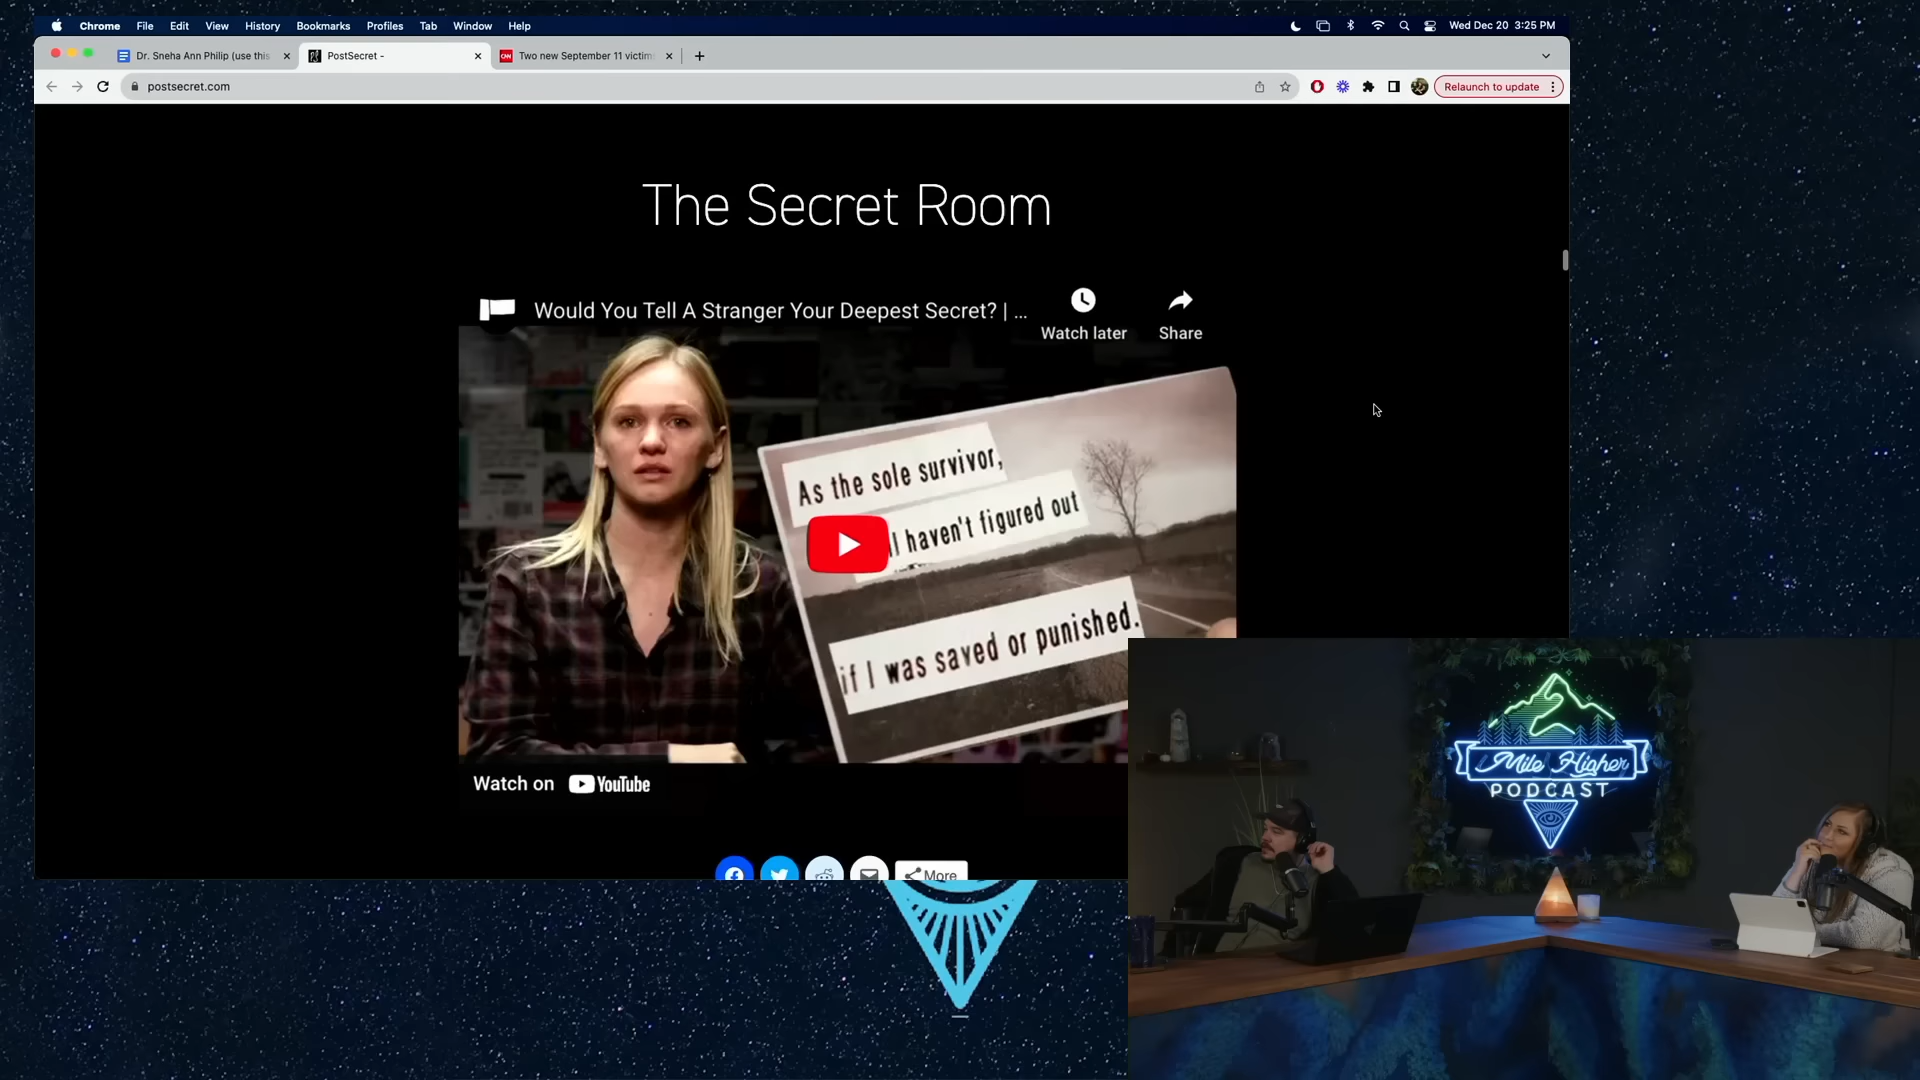 Chrome File Edit View History Bookmarks Profiles Tab Window Help
Wed Dec 20 3:25 PM
Dr. Sneha Ann Philip (use this
PostSecret -
CNN Two new September 11 victim
postsecret.com
Relaunch to update
The Secret Room
Would You Tell A Stranger Your Deepest Secret? | ...
Watch later
Share
As the sole survivor,
I haven't figured out
if I was saved or punished.
Watch on YouTube
More
Mile Higher
PODCAST